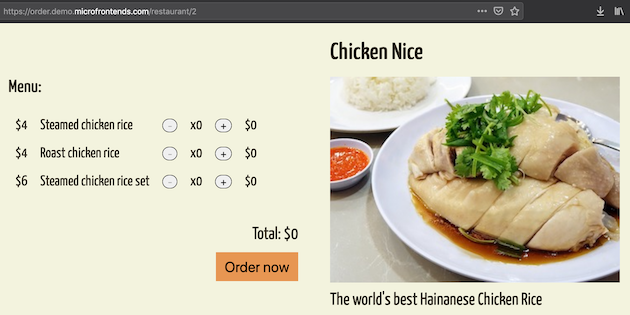 https://order.demo.microfrontends.com/restaurant/2
Chicken Nice
Menu:
$4 Steamed chicken rice - x0 + $0
$4 Roast chicken rice - x0 + $0
$6 Steamed chicken rice set - x0 + $0
Total: $0
Order now
The world's best Hainanese Chicken Rice